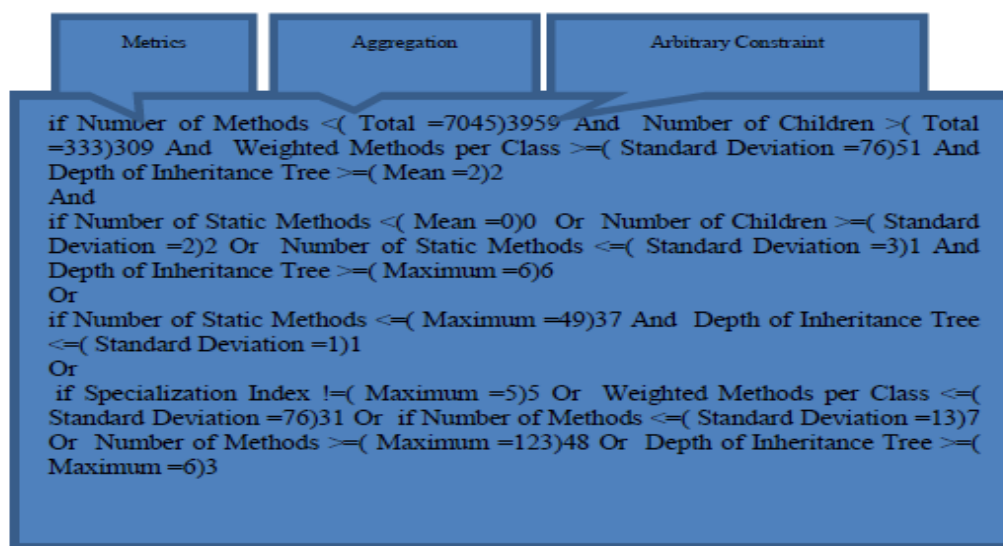 Metrics
Aggregation
Arbitrary Constraint
if Number of Methods <( Total =7045)3959 And Number of Children >( Total
=333)309 And Weighted Methods per Class >=( Standard Deviation =76)51 And
Depth of Inheritance Tree >=( Mean =2)2
And
if Number of Static Methods <( Mean =0)0 Or Number of Children >=( Standard
Deviation =2)2 Or Number of Static Methods <=( Standard Deviation =3)1 And
Depth of Inheritance Tree >=( Maximum =6)6
Or
if Number of Static Methods <=( Maximum =49)37 And Depth of Inheritance Tree
<=( Standard Deviation =1)1
Or
if Specialization Index !=( Maximum =5)5 Or Weighted Methods per Class <=(
Standard Deviation =76)31 Or if Number of Methods <=( Standard Deviation =13)7
Or Number of Methods >=( Maximum =123)48 Or Depth of Inheritance Tree >=(
Maximum =6)3